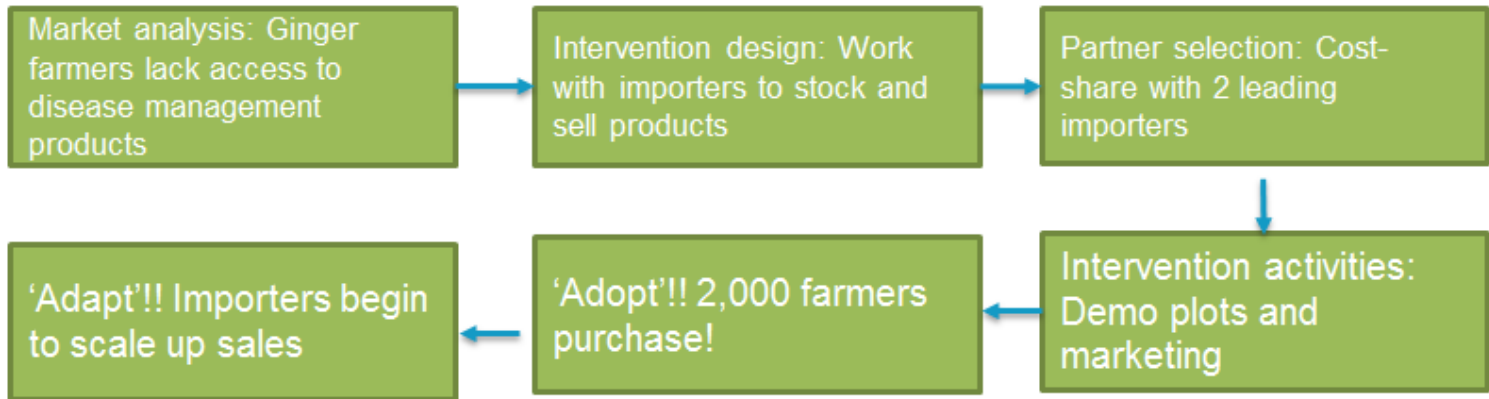 Market analysis: Ginger
farmers lack access to
disease management
products
Intervention design: Work
with importers to stock and
sell products
Partner selection: Cost-
share with 2 leading
importers
Intervention activities:
Demo plots and
marketing
‘Adopt’!! 2,000 farmers
purchase!
‘Adapt’!! Importers begin
to scale up sales